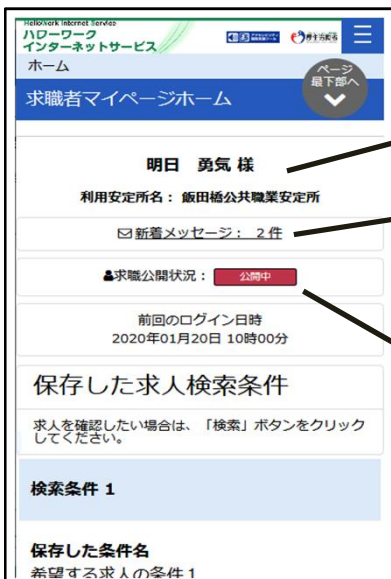 HelloWork Internet Service
ハローワーク
インターネットサービス
厚生労働省
ホーム
ページ
最下部へ
求職者マイページホーム
明日　勇気 様
利用安定所名： 飯田橋公共職業安定所
新着メッセージ： 2件
求職公開状況： 公開中
前回のログイン日時
2020年01月20日 10時00分
保存した求人検索条件
求人を確認したい場合は、「検索」ボタンをクリック
してください。
検索条件 1
保存した条件名
希望する求人の条件１